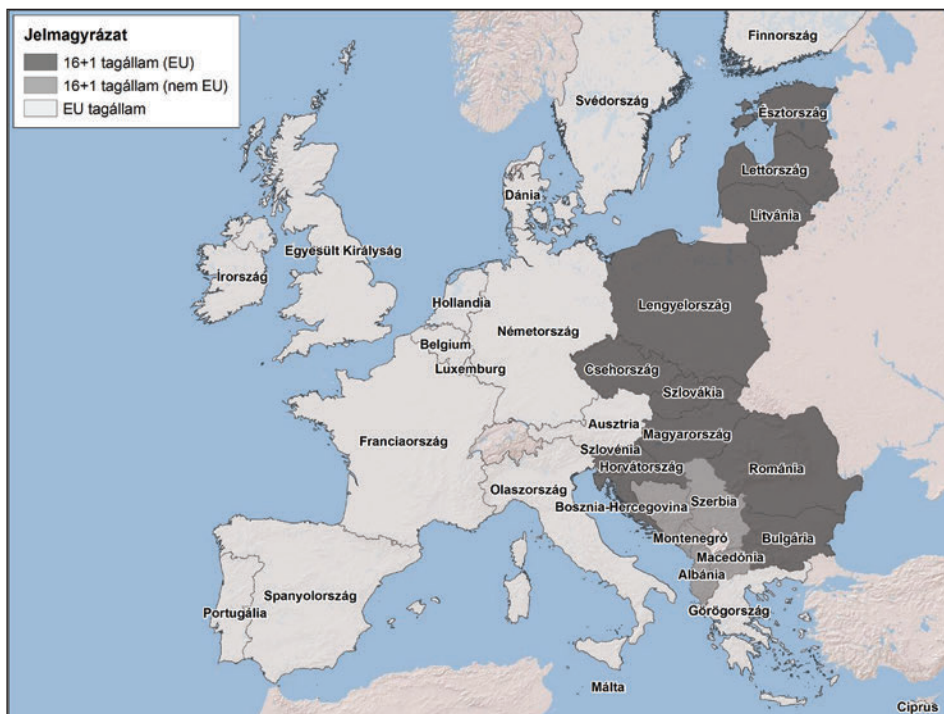 Jelmagyrázat
16+1 tagállam (EU)
16+1 tagállam (nem EU)
EU tagállam
Finnország
Svédország
Észtország
Lettország
Dánia
Litvánia
Egyesült Királyság
Írország
Hollandia
Lengyelország
Németország
Belgium
Luxemburg
Csehország
Szlovákia
Ausztria
Magyarország
Franciaország
Szlovénia
Horvátország
Románia
Olaszország
Bosznia-Hercegovina
Szerbia
Montenegró
Bulgária
Macedónia
Albánia
Spanyolország
Portugália
Görögország
Málta
Ciprus